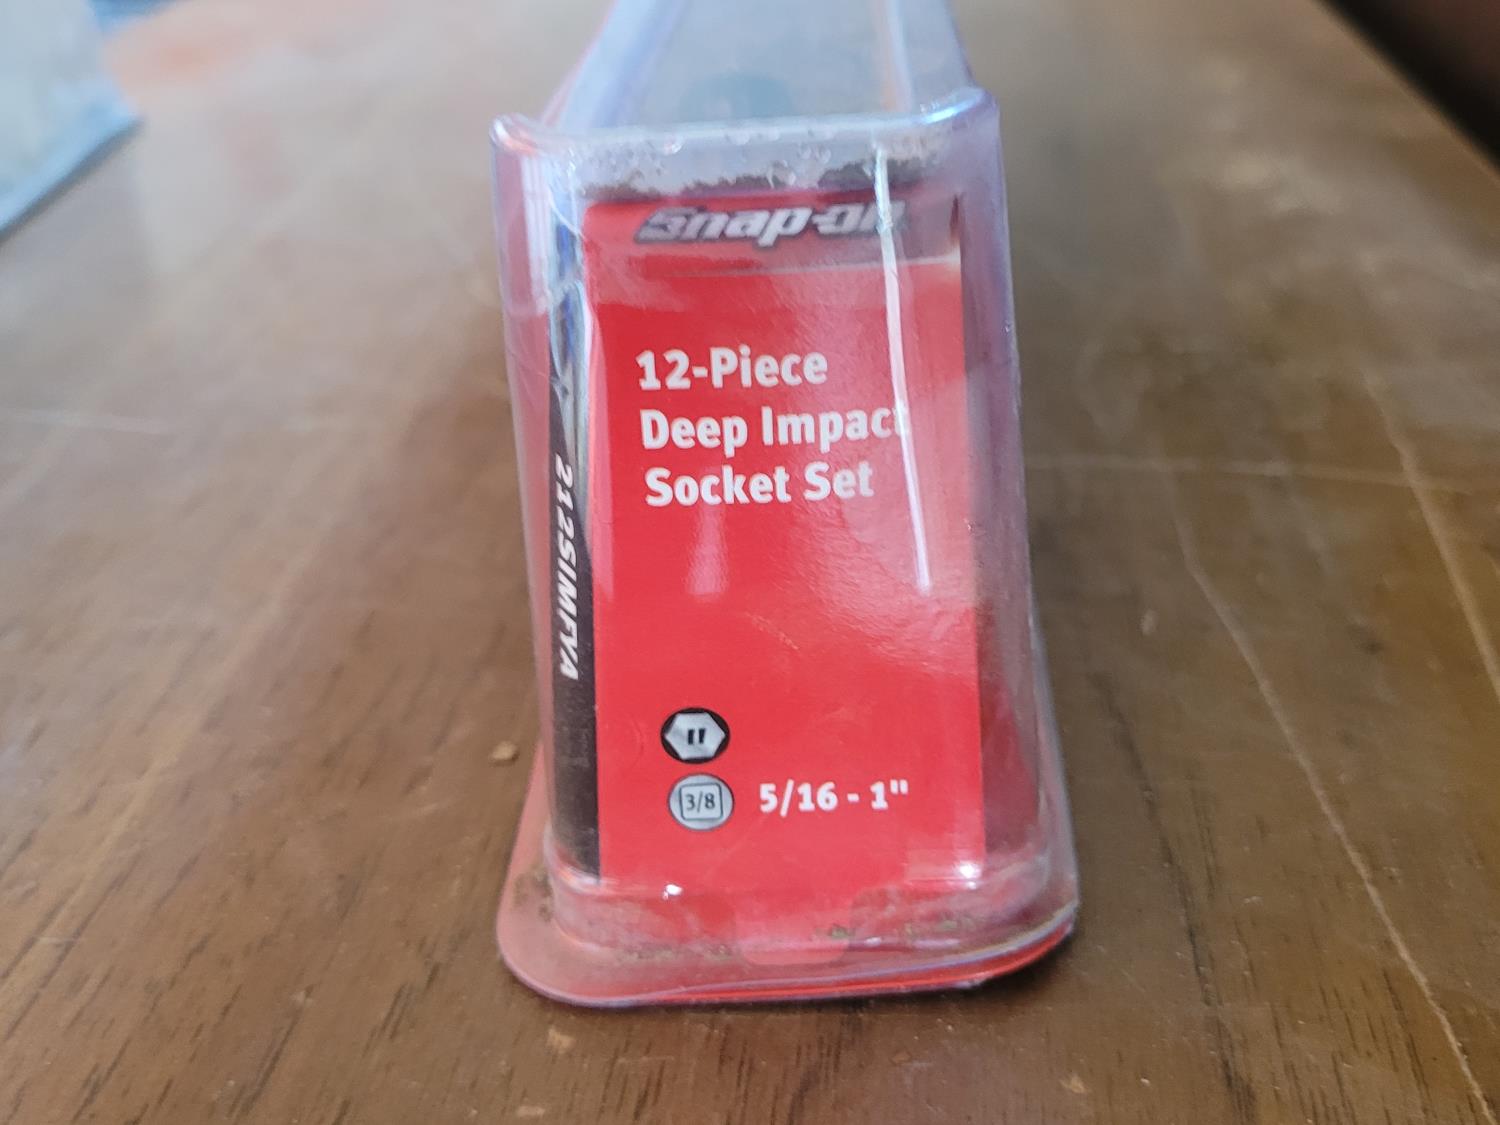 Snap-on
12-Piece
Deep Impact
Socket Set
212SIMFYA
3/8
5/16 - 1"